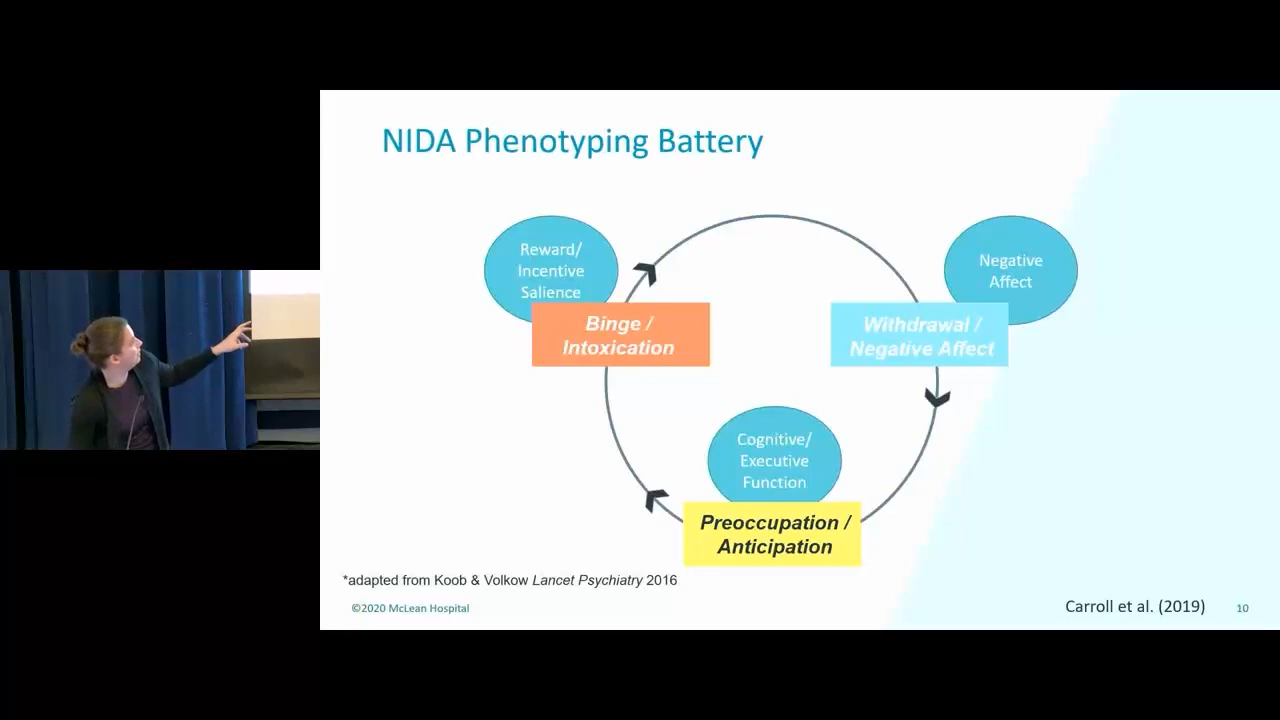 NIDA Phenotyping Battery
Reward/
Incentive
Salience
Binge /
Intoxication
Negative
Affect
Withdrawal /
Negative Affect
Cognitive/
Executive
Function
Preoccupation /
Anticipation
*adapted from Koob & Volkow Lancet Psychiatry 2016
©2020 McLean Hospital
Carroll et al. (2019)
10